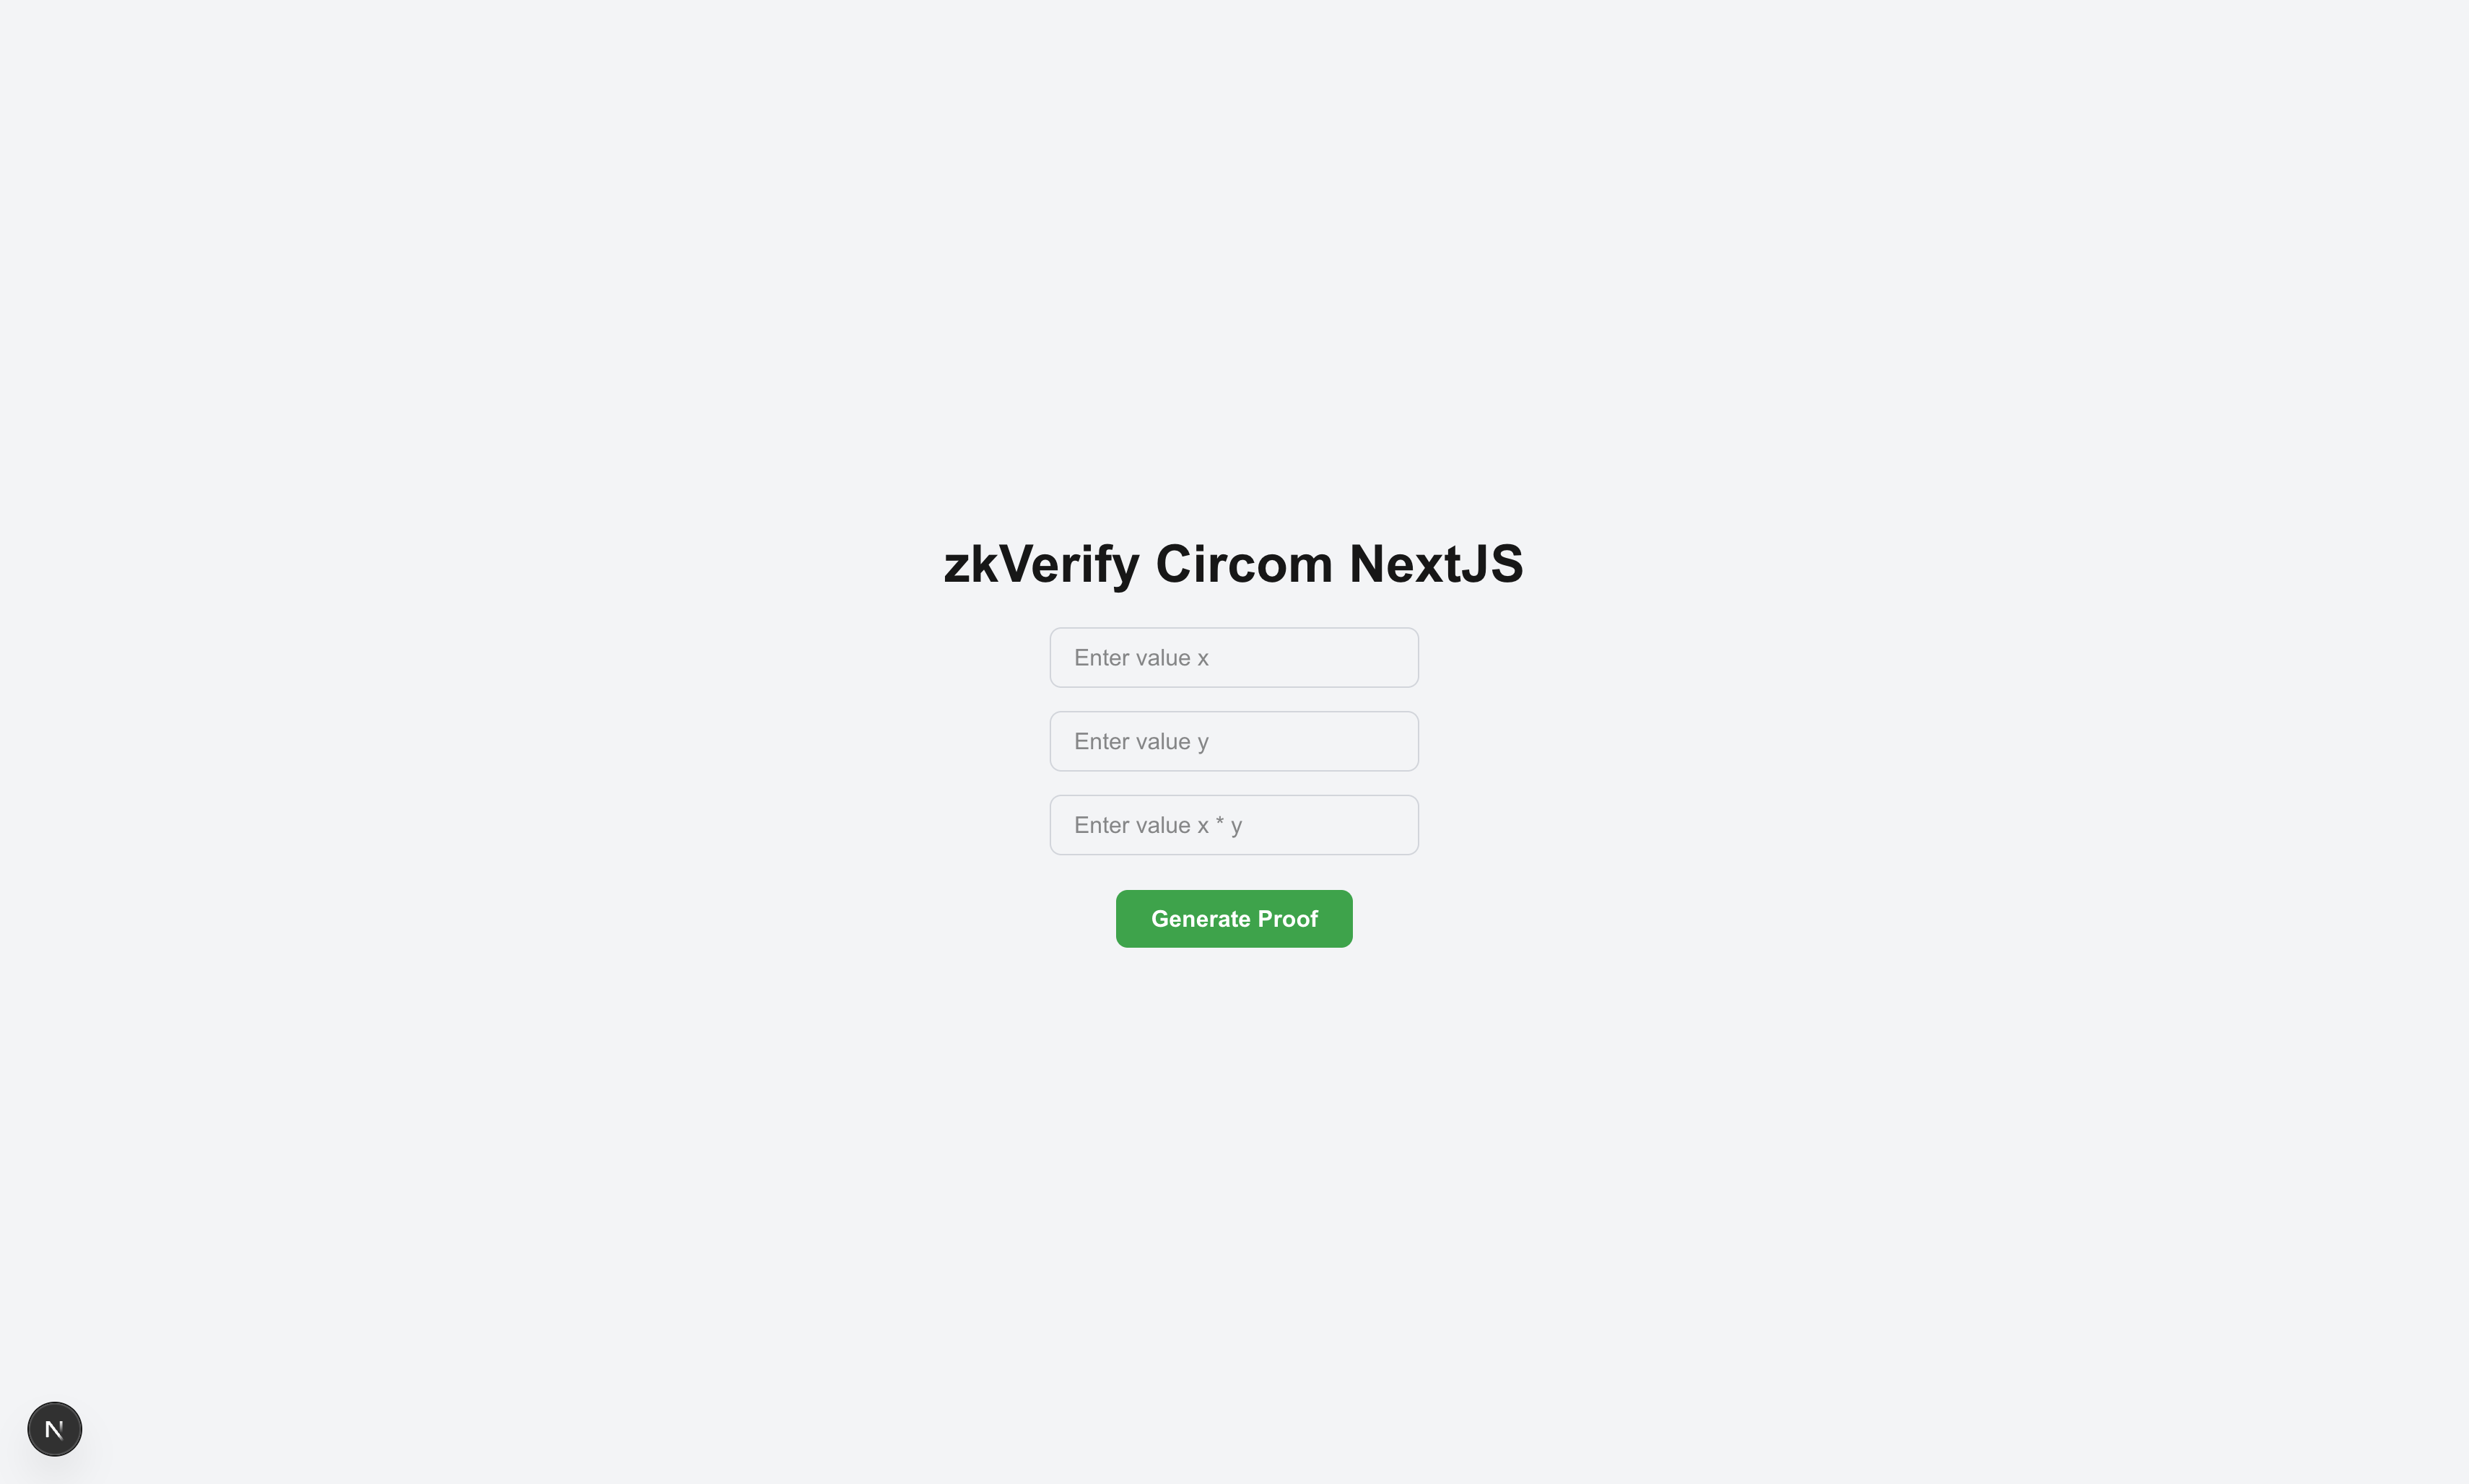 zkVerify Circom NextJS
Enter value x
Enter value y
Enter value x * y
Generate Proof
N